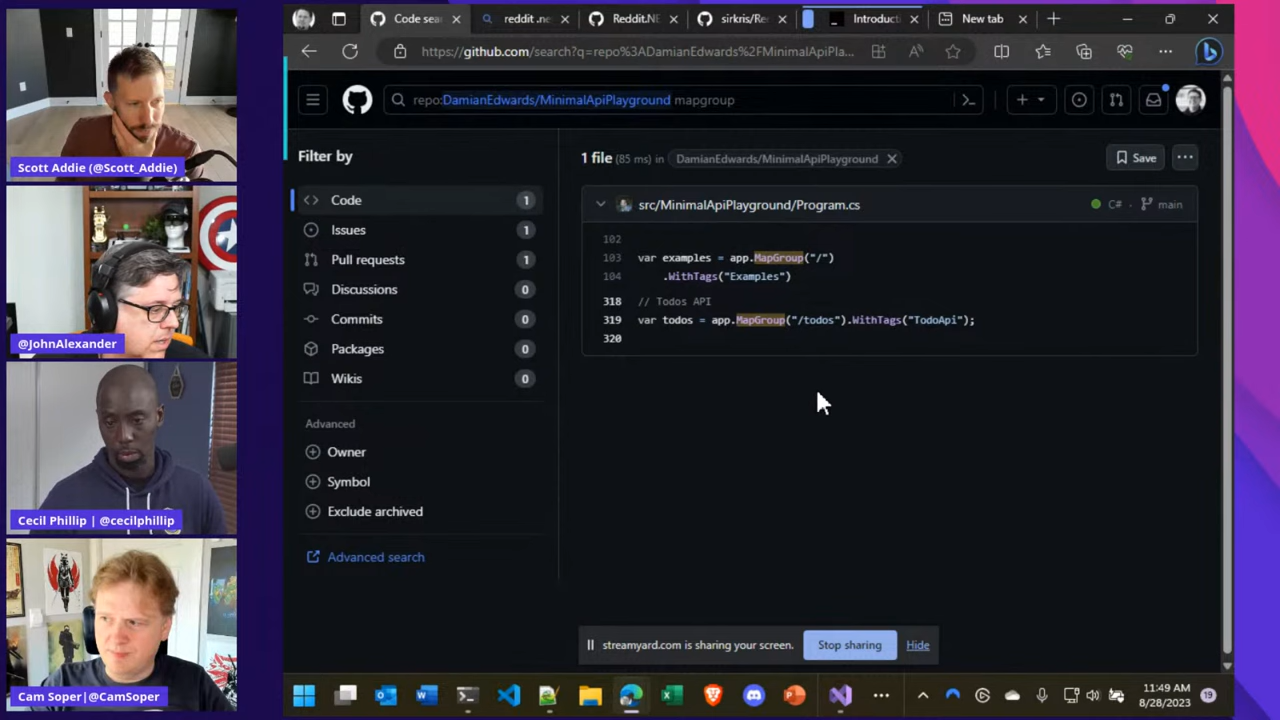 Scott Addie (@Scott_Addie)
@JohnAlexander
Cecil Phillip | @cecilphillip
Cam Soper|@CamSoper
Code sea
reddit .ne
Reddit.NE
sirkris/Re
Introducti
New tab
https://github.com/search?q=repo%3ADamianEdwards%2FMinimalApiPla...
repo:DamianEdwards/MinimalApiPlayground mapgroup
Filter by
Code 1
Issues 1
Pull requests 1
Discussions 0
Commits 0
Packages 0
Wikis 0
Advanced
Owner
Symbol
Exclude archived
Advanced search
1 file (85 ms) in DamianEdwards/MinimalApiPlayground
Save
src/MinimalApiPlayground/Program.cs
C# · main
102
103 var examples = app.MapGroup("/")
104 .WithTags("Examples")
318 // Todos API
319 var todos = app.MapGroup("/todos").WithTags("TodoApi");
320
streamyard.com is sharing your screen.
Stop sharing
Hide
11:49 AM
8/28/2023
19